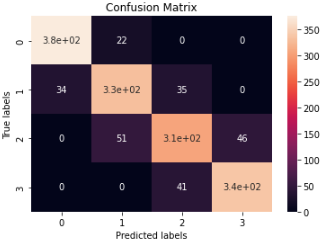 Confusion Matrix
0 3.8e+02 22 0 0
1 34 3.3e+02 35 0
2 0 51 3.1e+02 46
3 0 0 41 3.4e+02
0 1 2 3
Predicted labels
True labels
350
300
250
200
150
100
50
0